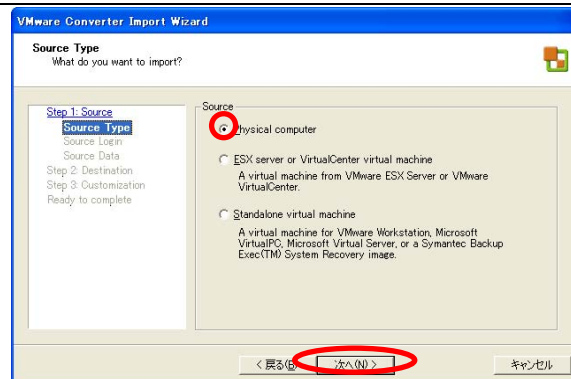 VMware Converter Import Wizard
Source Type
What do you want to import?
Step 1: Source
Source Type
Source Login
Source Data
Step 2: Destination
Step 3: Customization
Ready to complete
Source
Physical computer
ESX server or VirtualCenter virtual machine
A virtual machine from VMware ESX Server or VMware
VirtualCenter.
Standalone virtual machine
A virtual machine for VMware Workstation, Microsoft
VirtualPC, Microsoft Virtual Server, or a Symantec Backup
Exec(TM) System Recovery image.
< 戻る(B) 次へ(N) > キャンセル